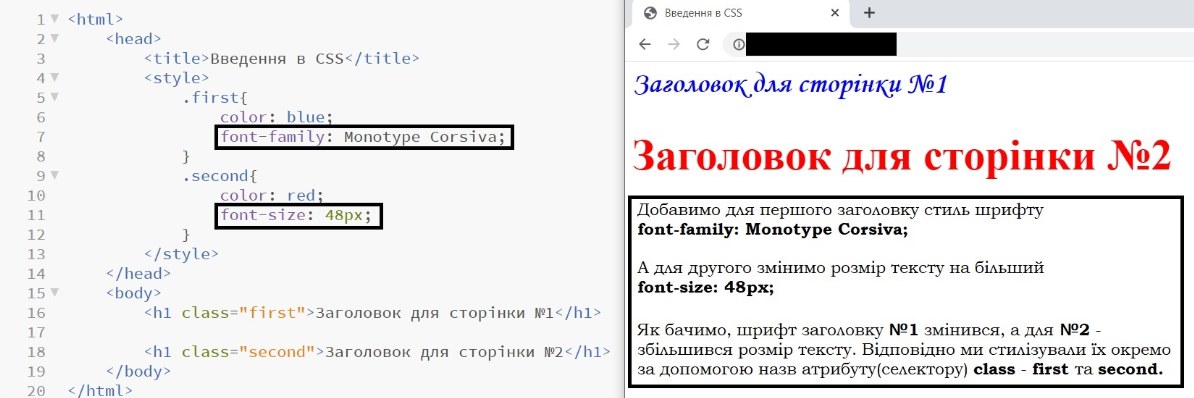 1 <html>
2 <head>
3 <title>Введення в CSS</title>
4 <style>
5 .first{
6 color: blue;
7 font-family: Monotype Corsiva;
8 }
9 .second{
10 color: red;
11 font-size: 48px;
12 }
13 </style>
14 </head>
15 <body>
16 <h1 class="first">Заголовок для сторінки №1</h1>
17
18 <h1 class="second">Заголовок для сторінки №2</h1>
19 </body>
20 </html>
Введення в CSS
Заголовок для сторінки №1
Заголовок для сторінки №2
Добавимо для першого заголовку стиль шрифту
font-family: Monotype Corsiva;
А для другого змінимо розмір тексту на більший
font-size: 48px;
Як бачимо, шрифт заголовку №1 змінився, а для №2 -
збільшився розмір тексту. Відповідно ми стилізували їх окремо
за допомогою назв атрибуту(селектору) class - first та second.